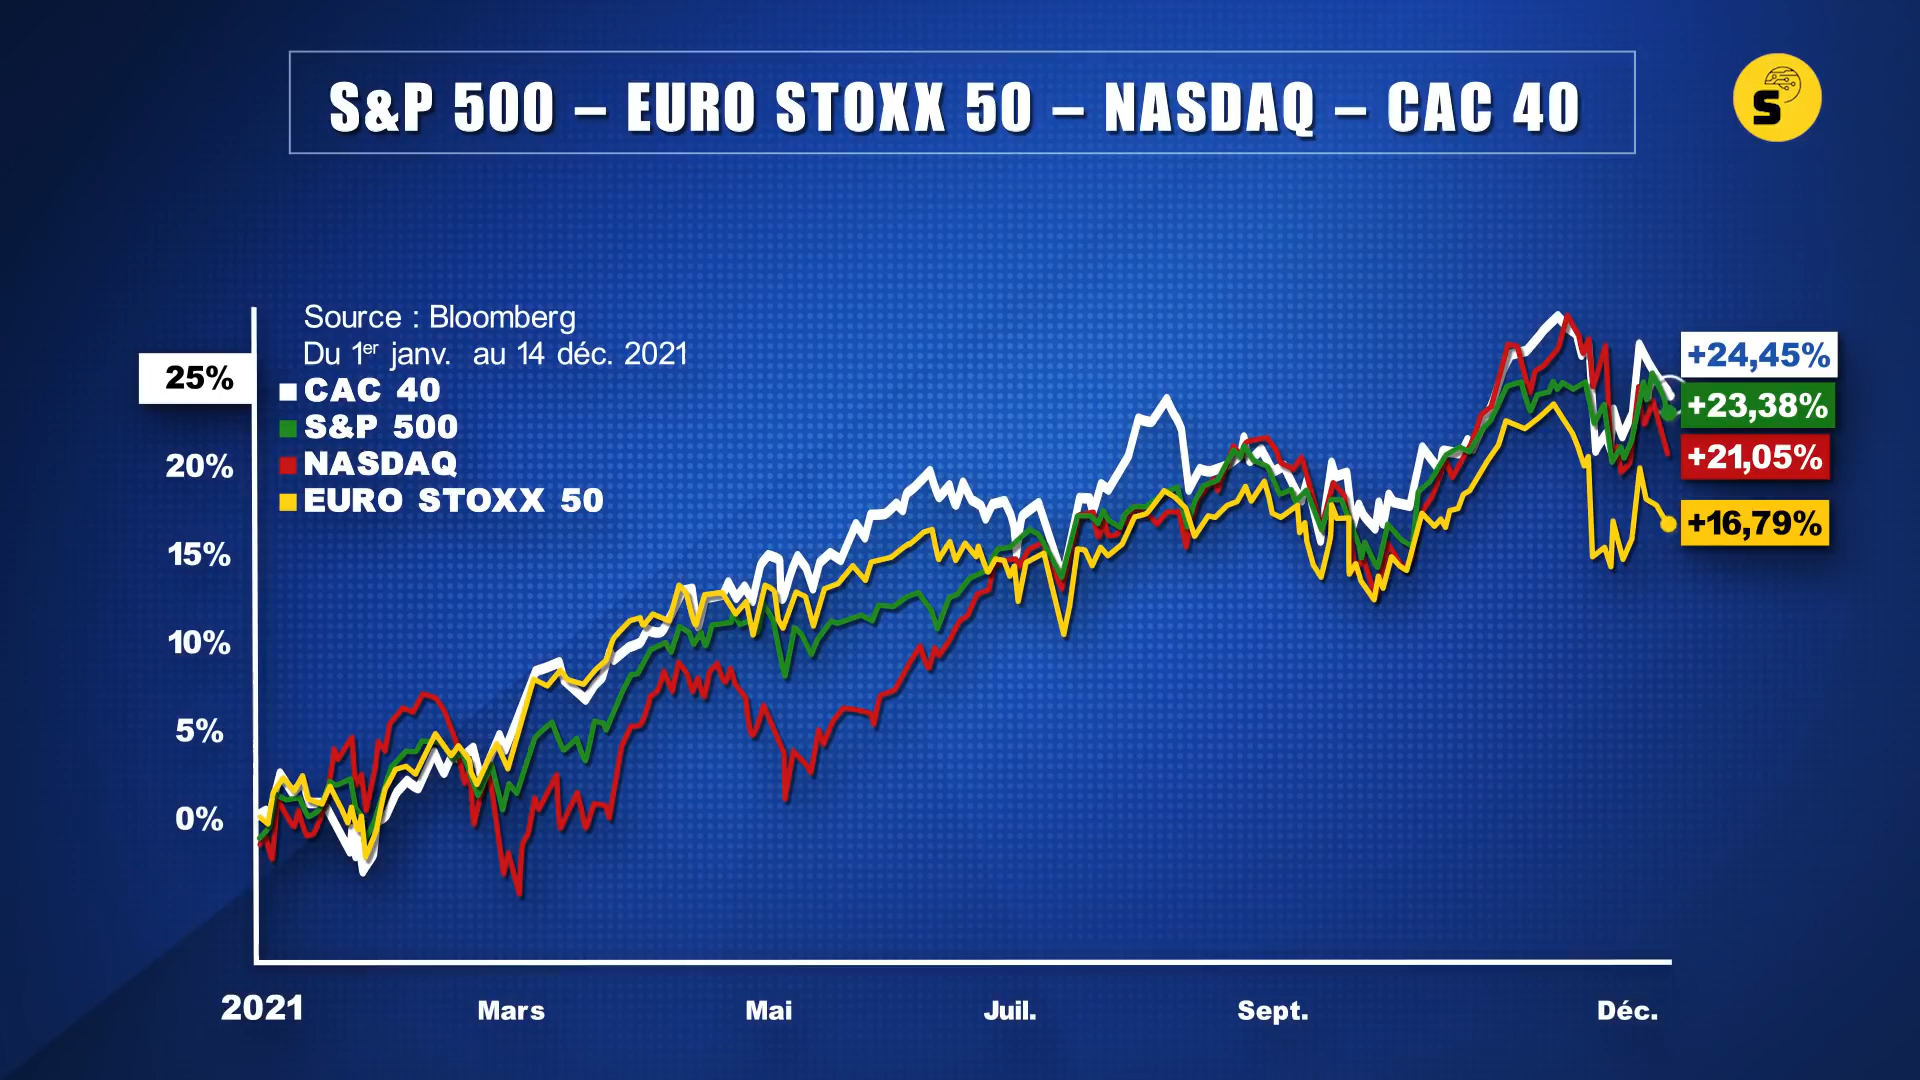 S&P 500 – EURO STOXX 50 – NASDAQ – CAC 40
S
Source : Bloomberg
Du 1er janv. au 14 déc. 2021
CAC 40
S&P 500
NASDAQ
EURO STOXX 50
25%
20%
15%
10%
5%
0%
+24,45%
+23,38%
+21,05%
+16,79%
2021
Mars
Mai
Juil.
Sept.
Déc.